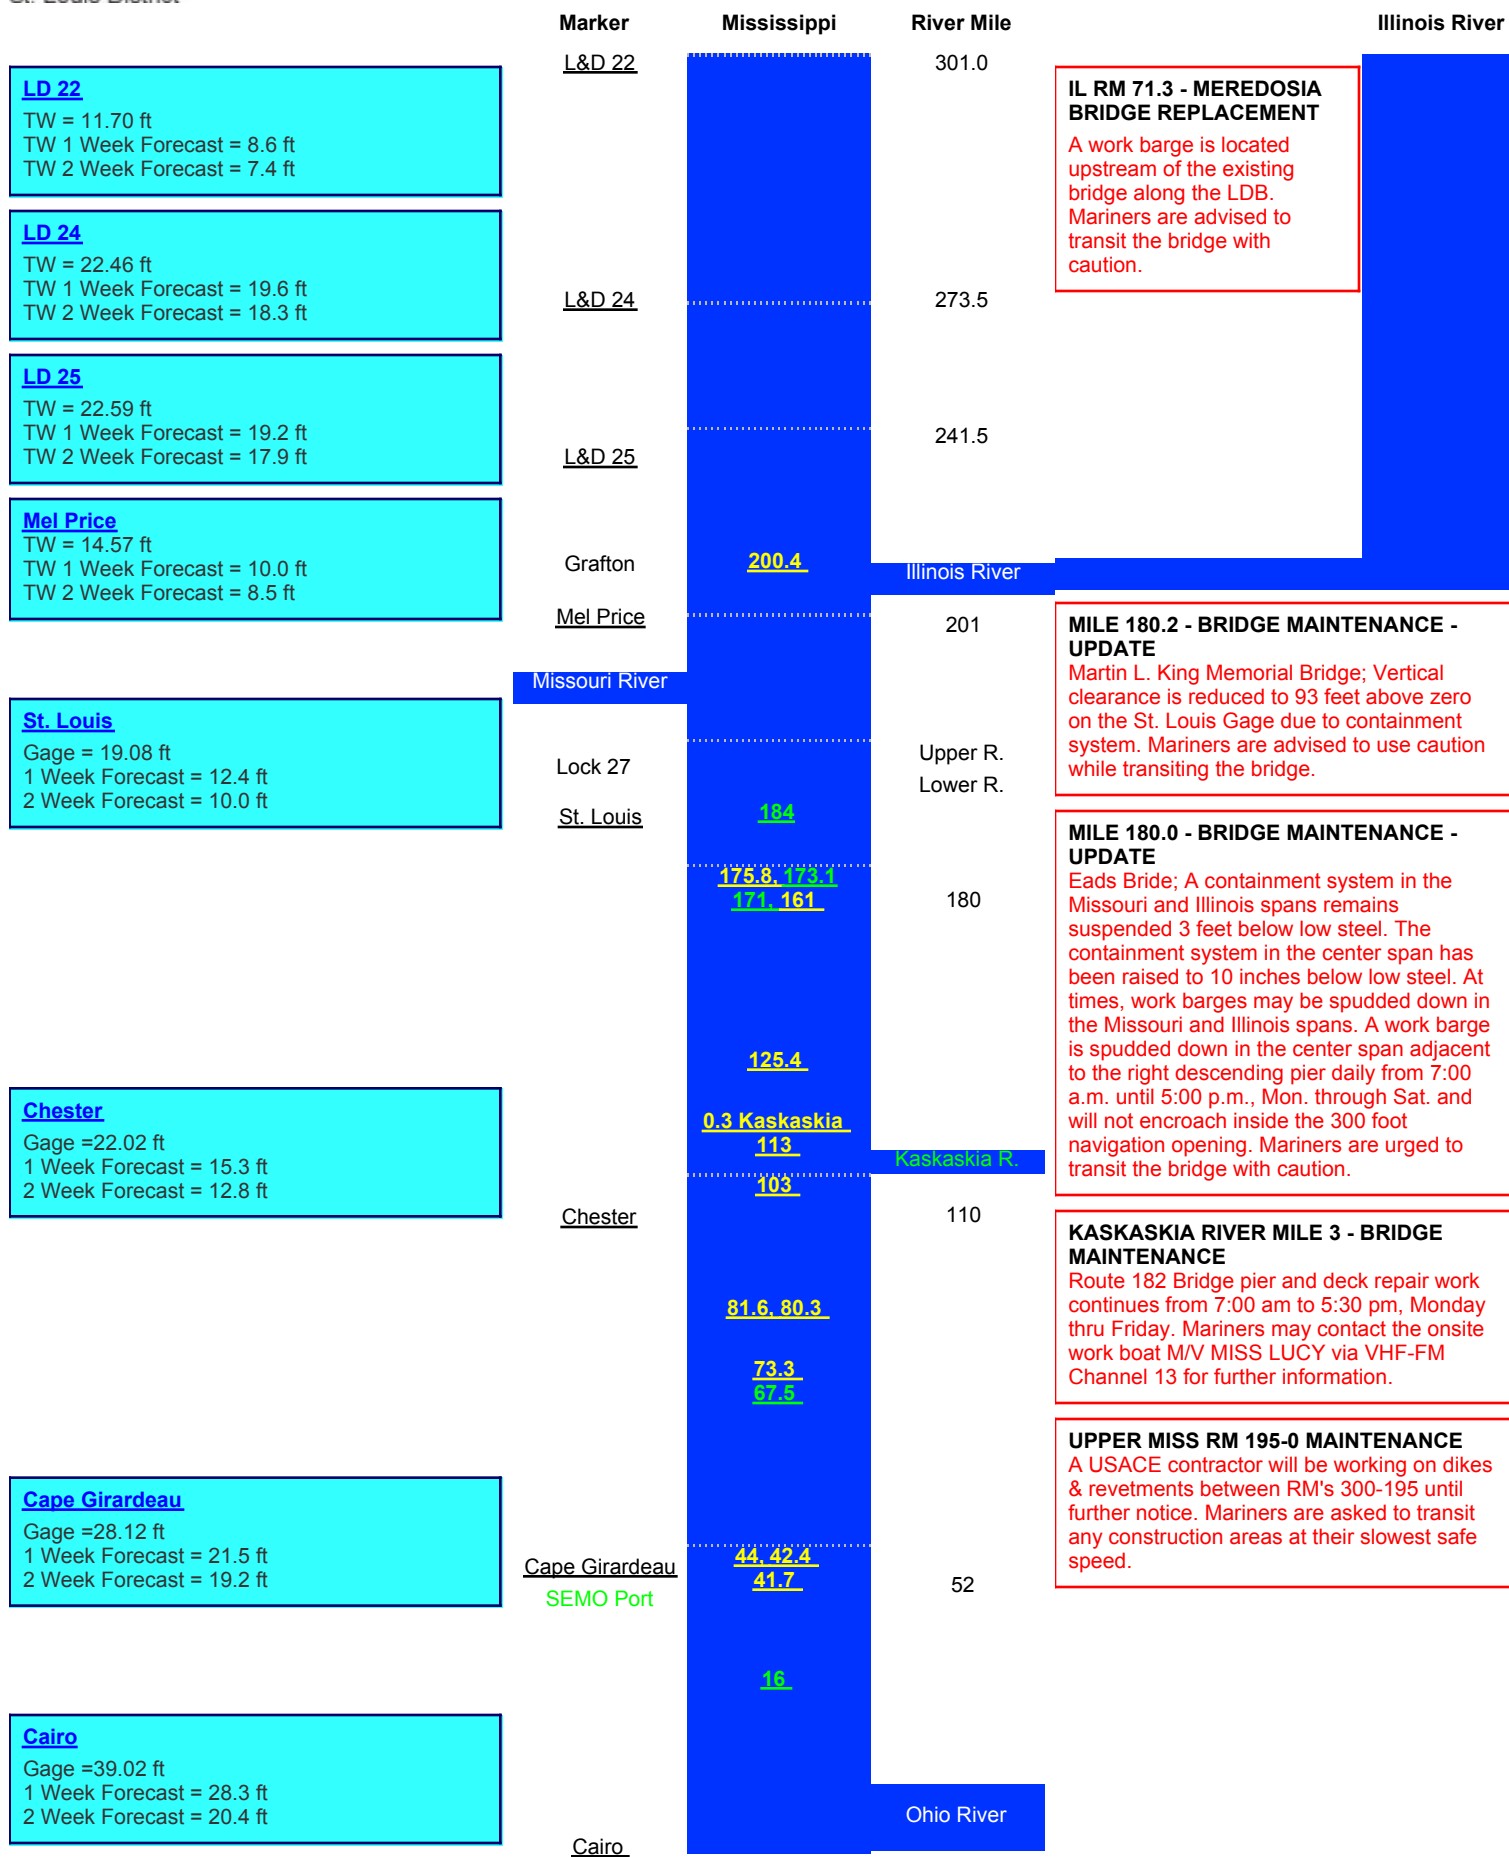 St. Louis District
Marker Mississippi River Mile Illinois River
L&D 22 301.0
LD 22
TW = 11.70 ft
TW 1 Week Forecast = 8.6 ft
TW 2 Week Forecast = 7.4 ft
LD 24
TW = 22.46 ft
TW 1 Week Forecast = 19.6 ft
TW 2 Week Forecast = 18.3 ft
L&D 24 273.5
LD 25
TW = 22.59 ft
TW 1 Week Forecast = 19.2 ft
TW 2 Week Forecast = 17.9 ft
L&D 25 241.5
Mel Price
TW = 14.57 ft
TW 1 Week Forecast = 10.0 ft
TW 2 Week Forecast = 8.5 ft
Grafton 200.4 Illinois River
Mel Price 201
Missouri River
St. Louis
Gage = 19.08 ft
1 Week Forecast = 12.4 ft
2 Week Forecast = 10.0 ft
Lock 27 Upper R.
Lower R.
St. Louis 184
175.8, 173.1
171, 161 180
125.4
Chester
Gage =22.02 ft
1 Week Forecast = 15.3 ft
2 Week Forecast = 12.8 ft
0.3 Kaskaskia
113 Kaskaskia R.
103
Chester 110
81.6, 80.3
73.3
67.5
Cape Girardeau
Gage =28.12 ft
1 Week Forecast = 21.5 ft
2 Week Forecast = 19.2 ft
44, 42.4
Cape Girardeau 41.7 52
SEMO Port
16
Cairo
Gage =39.02 ft
1 Week Forecast = 28.3 ft
2 Week Forecast = 20.4 ft
Ohio River
Cairo
IL RM 71.3 - MEREDOSIA
BRIDGE REPLACEMENT
A work barge is located
upstream of the existing
bridge along the LDB.
Mariners are advised to
transit the bridge with
caution.
MILE 180.2 - BRIDGE MAINTENANCE -
UPDATE
Martin L. King Memorial Bridge; Vertical
clearance is reduced to 93 feet above zero
on the St. Louis Gage due to containment
system. Mariners are advised to use caution
while transiting the bridge.
MILE 180.0 - BRIDGE MAINTENANCE -
UPDATE
Eads Bride; A containment system in the
Missouri and Illinois spans remains
suspended 3 feet below low steel. The
containment system in the center span has
been raised to 10 inches below low steel. At
times, work barges may be spudded down in
the Missouri and Illinois spans. A work barge
is spudded down in the center span adjacent
to the right descending pier daily from 7:00
a.m. until 5:00 p.m., Mon. through Sat. and
will not encroach inside the 300 foot
navigation opening. Mariners are urged to
transit the bridge with caution.
KASKASKIA RIVER MILE 3 - BRIDGE
MAINTENANCE
Route 182 Bridge pier and deck repair work
continues from 7:00 am to 5:30 pm, Monday
thru Friday. Mariners may contact the onsite
work boat M/V MISS LUCY via VHF-FM
Channel 13 for further information.
UPPER MISS RM 195-0 MAINTENANCE
A USACE contractor will be working on dikes
& revetments between RM's 300-195 until
further notice. Mariners are asked to transit
any construction areas at their slowest safe
speed.